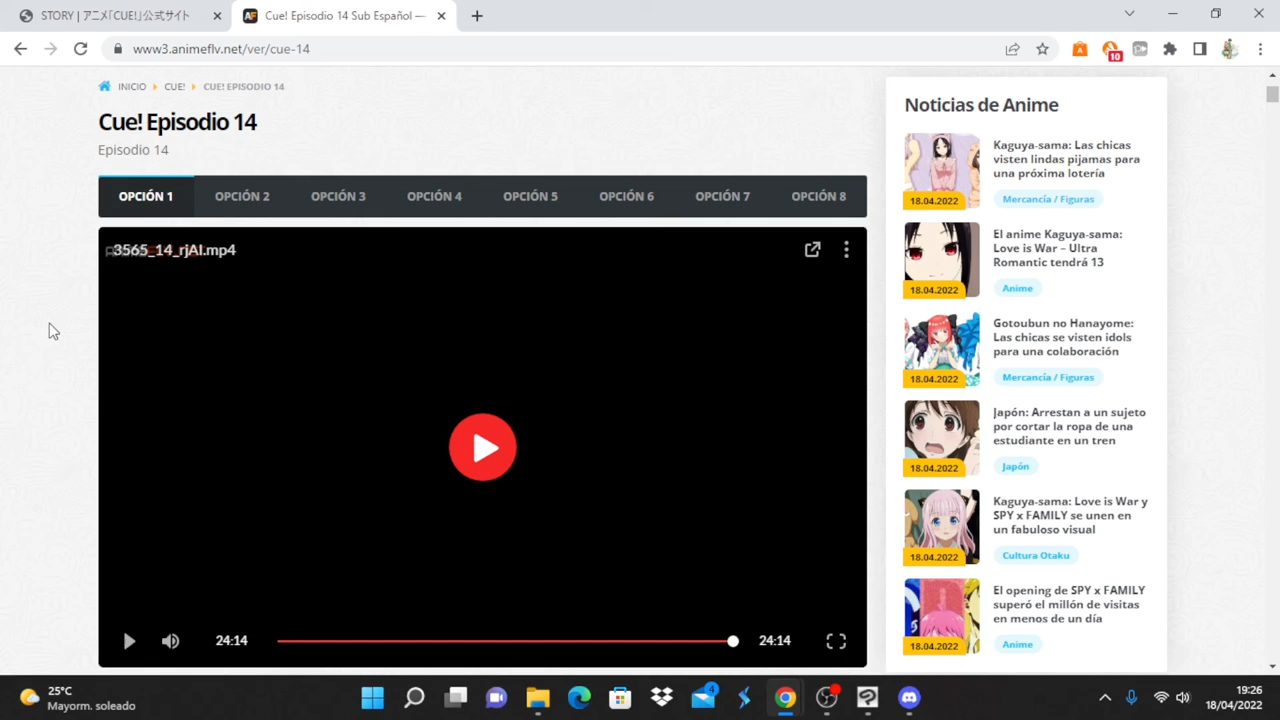 STORY | アニメ「CUE!」公式サイト
Cue! Episodio 14 Sub Español —
www3.animeflv.net/ver/cue-14
10
INICIO
CUE!
CUE! EPISODIO 14
Cue! Episodio 14
Episodio 14
OPCIÓN 1
OPCIÓN 2
OPCIÓN 3
OPCIÓN 4
OPCIÓN 5
OPCIÓN 6
OPCIÓN 7
OPCIÓN 8
3565_14_rjAI.mp4
24:14
24:14
Noticias de Anime
Kaguya-sama: Las chicas
visten lindas pijamas para
una próxima lotería
18.04.2022
Mercancía / Figuras
El anime Kaguya-sama:
Love is War – Ultra
Romantic tendrá 13
18.04.2022
Anime
Gotoubun no Hanayome:
Las chicas se visten idols
para una colaboración
18.04.2022
Mercancía / Figuras
Japón: Arrestan a un sujeto
por cortar la ropa de una
estudiante en un tren
18.04.2022
Japón
Kaguya-sama: Love is War y
SPY x FAMILY se unen en
un fabuloso visual
18.04.2022
Cultura Otaku
El opening de SPY x FAMILY
superó el millón de visitas
en menos de un día
18.04.2022
Anime
25°C
Mayorm. soleado
4
19:26
18/04/2022